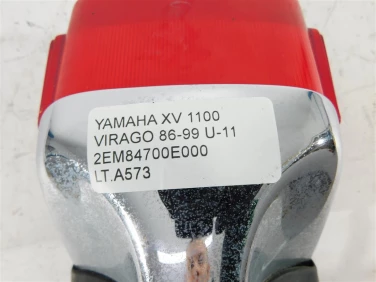 YAMAHA XV 1100
VIRAGO 86-99 U-11
2EM84700E000
LT.A573